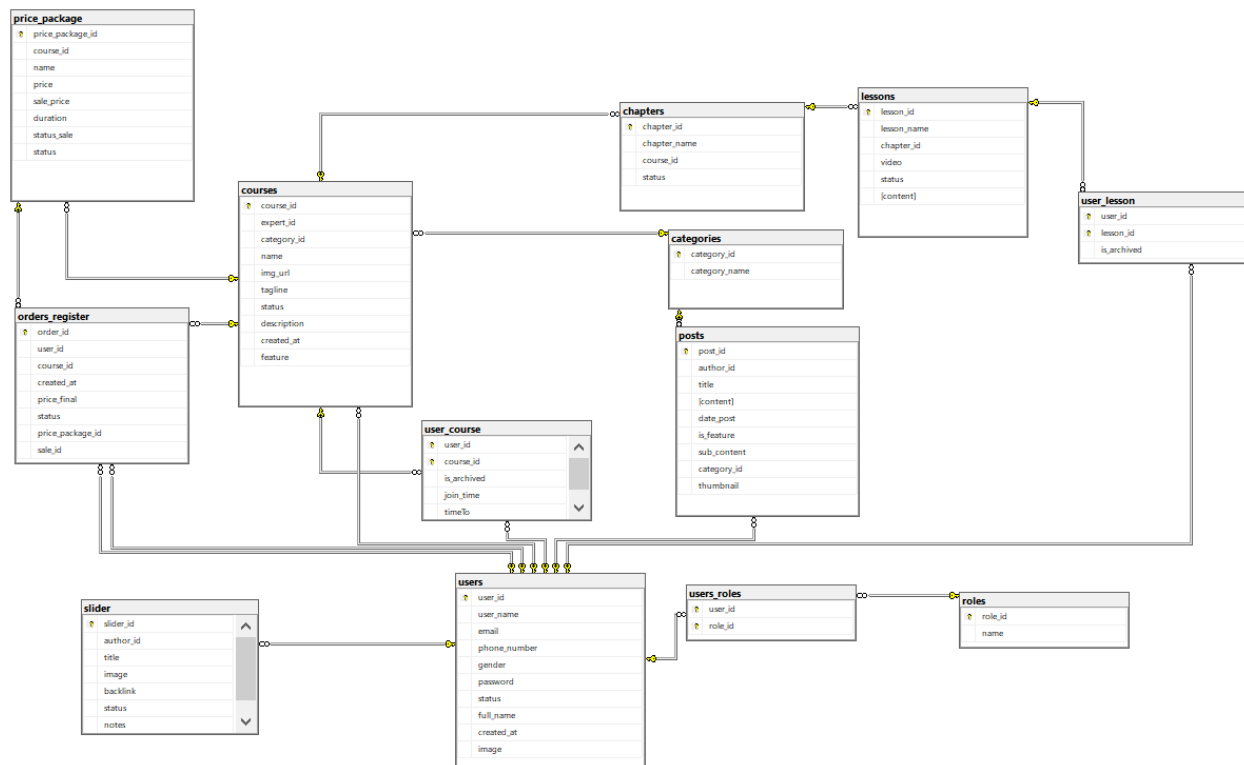 price_package
price_package_id
course_id
name
price
sale_price
duration
status_sale
status
chapters
chapter_id
chapter_name
course_id
status
lessons
lesson_id
lesson_name
chapter_id
video
status
[content]
courses
course_id
expert_id
category_id
name
img_url
tagline
status
description
created_at
feature
user_lesson
user_id
lesson_id
is_archived
categories
category_id
category_name
orders_register
order_id
user_id
course_id
created_at
price_final
status
price_package_id
sale_id
posts
post_id
author_id
title
[content]
date_post
is_feature
sub_content
category_id
thumbnail
user_course
user_id
course_id
is_archived
join_time
timeTo
users
user_id
user_name
email
phone_number
gender
password
status
full_name
created_at
image
slider
slider_id
author_id
title
image
backlink
status
notes
users_roles
user_id
role_id
roles
role_id
name